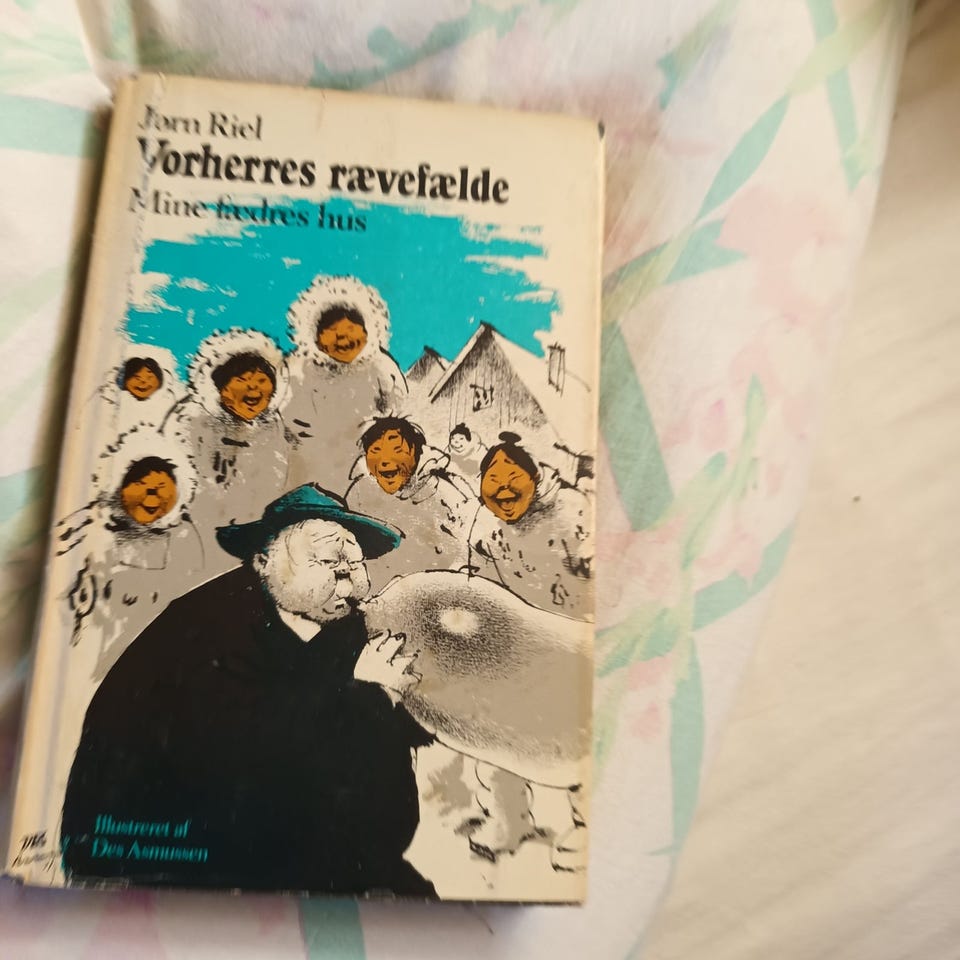 Jørn Riel
Vorherres rævefælde
Mine fædres hus
Illustreret af
Des Asmussen